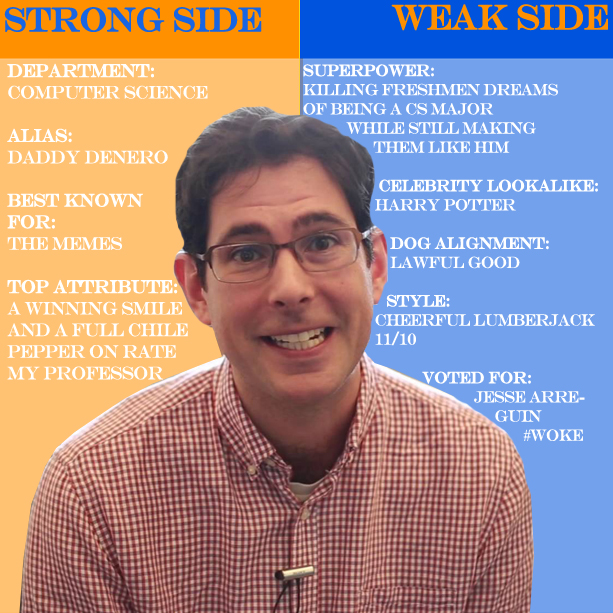 STRONG SIDE
DEPARTMENT:
COMPUTER SCIENCE
ALIAS:
DADDY DENERO
BEST KNOWN
FOR:
THE MEMES
TOP ATTRIBUTE:
A WINNING SMILE
AND A FULL CHILE
PEPPER ON RATE
MY PROFESSOR
WEAK SIDE
SUPERPOWER:
KILLING FRESHMEN DREAMS
OF BEING A CS MAJOR
WHILE STILL MAKING
THEM LIKE HIM
CELEBRITY LOOKALIKE:
HARRY POTTER
DOG ALIGNMENT:
LAWFUL GOOD
STYLE:
CHEERFUL LUMBERJACK
11/10
VOTED FOR:
JESSE ARRE-
GUIN
#WOKE